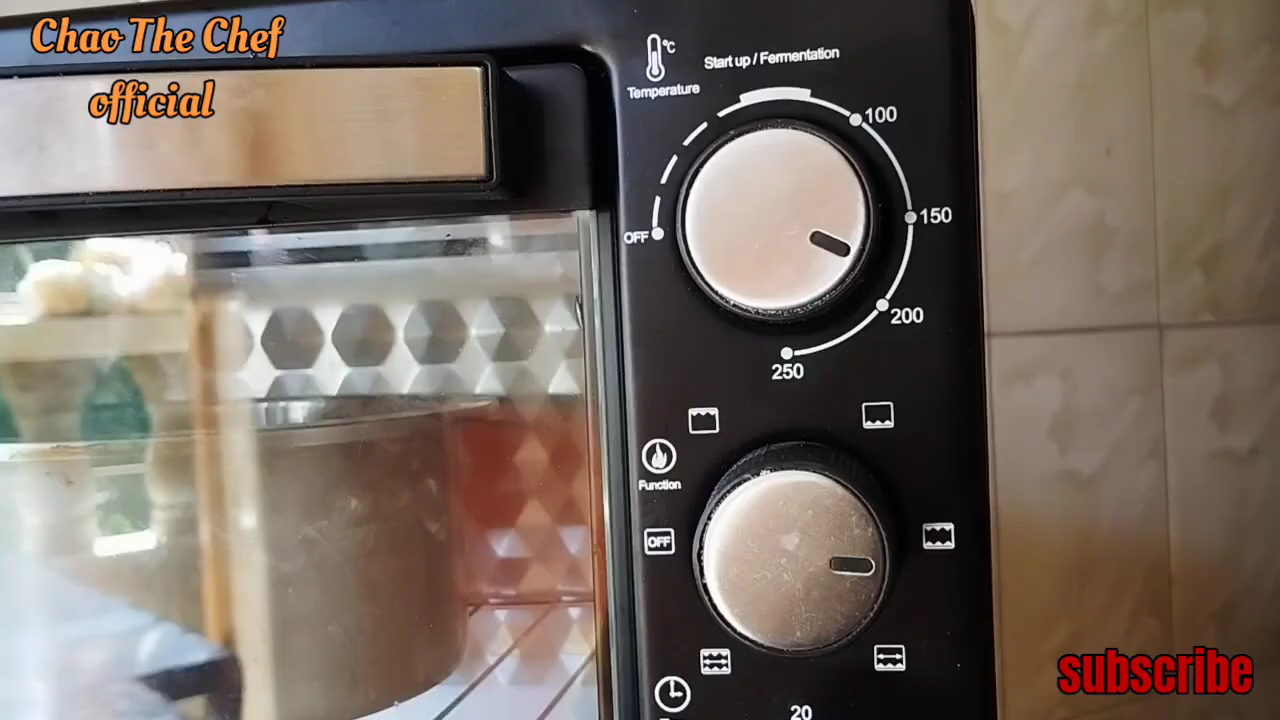 Chao The Chef
official
°C
Temperature
Start up / Fermentation
100
OFF
150
200
250
Function
OFF
20
subscribe